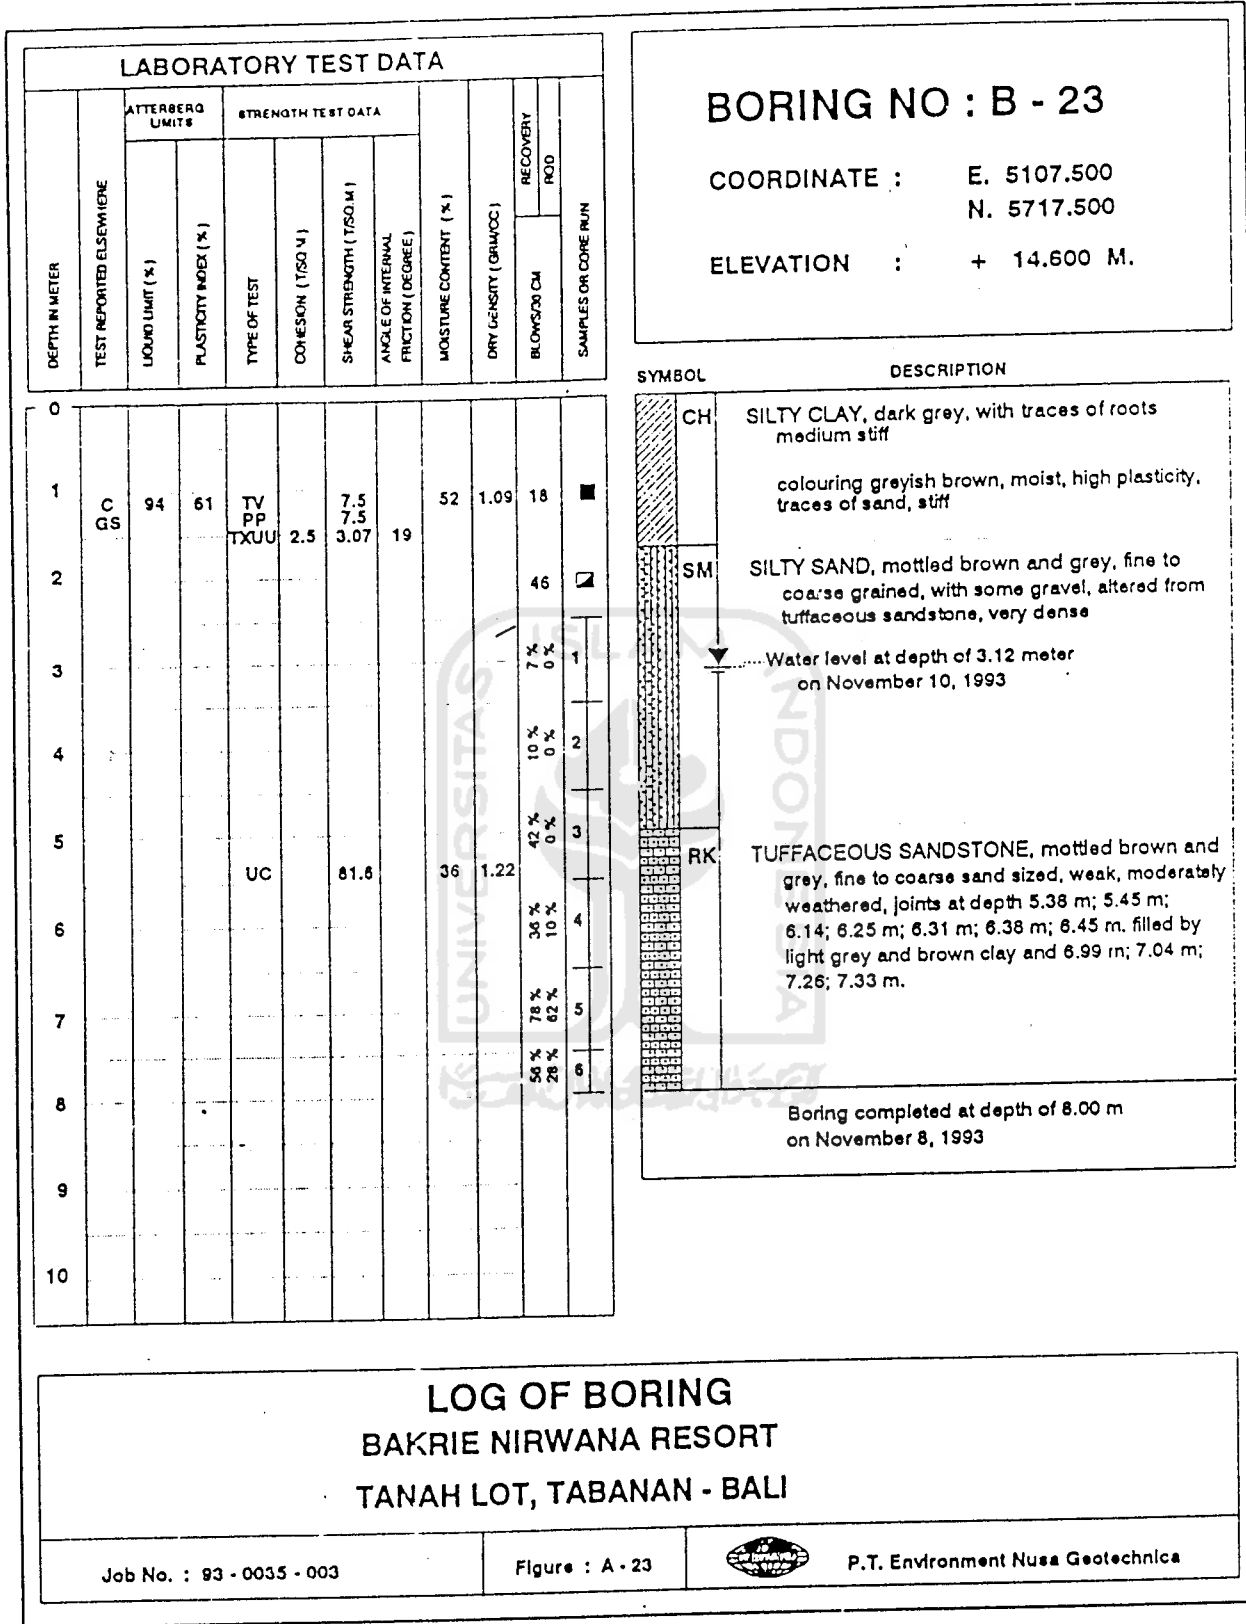 LABORATORY TEST DATA
ATTERBERG LIMITS
STRENGTH TEST DATA
DEPTH IN METER
TEST REPORTED ELSEWHERE
LIQUID LIMIT ( % )
PLASTICITY INDEX ( % )
TYPE OF TEST
COHESION ( T/SQ M )
SHEAR STRENGTH ( T/SQ.M )
ANGLE OF INTERNAL
FRICTION ( DEGREE )
MOISTURE CONTENT ( % )
DRY DENSITY ( GRM/CC )
RECOVERY
RQD
BLOWS/30 CM
SAMPLES OR CORE RUN
BORING NO : B - 23
COORDINATE : E. 5107.500
N. 5717.500
ELEVATION : + 14.600 M.
SYMBOL DESCRIPTION
0
1 C 94 61 TV 7.5 52 1.09 18
GS PP 7.5
TXUU 2.5 3.07 19
2 46
3 7 % 0 % 1
4 10 % 0 % 2
5 42 % 0 % 3
UC 81.6 36 1.22
6 36 % 10 % 4
7 78 % 62 % 5
56 % 28 % 6
8
9
10
CH SILTY CLAY, dark grey, with traces of roots
medium stiff
colouring greyish brown, moist, high plasticity,
traces of sand, stiff
SM SILTY SAND, mottled brown and grey, fine to
coarse grained, with some gravel, altered from
tuffaceous sandstone, very dense
Water level at depth of 3.12 meter
on November 10, 1993
RK TUFFACEOUS SANDSTONE, mottled brown and
grey, fine to coarse sand sized, weak, moderately
weathered, joints at depth 5.38 m; 5.45 m;
6.14; 6.25 m; 6.31 m; 6.38 m; 6.45 m. filled by
light grey and brown clay and 6.99 m; 7.04 m;
7.26; 7.33 m.
Boring completed at depth of 8.00 m
on November 8, 1993
UNIVERSITAS ISLAM INDONESIA
LOG OF BORING
BAKRIE NIRWANA RESORT
TANAH LOT, TABANAN - BALI
Job No. : 93 - 0035 - 003
Figure : A - 23
P.T. Environment Nusa Geotechnica